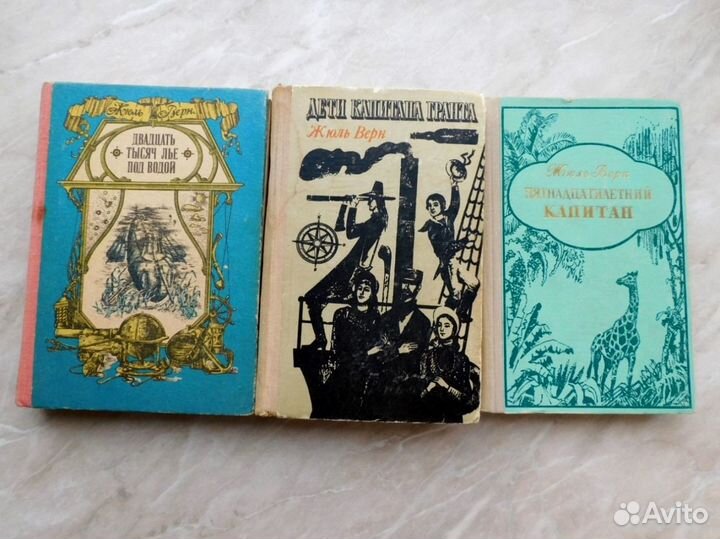 Жюль Верн
ДВАДЦАТЬ
ТЫСЯЧ ЛЬЕ
ПОД ВОДОЙ
ДЕТИ КАПИТАНА ГРАНТА
Жюль Верн
Жюль Верн
ПЯТНАДЦАТИЛЕТНИЙ
КАПИТАН
Avito